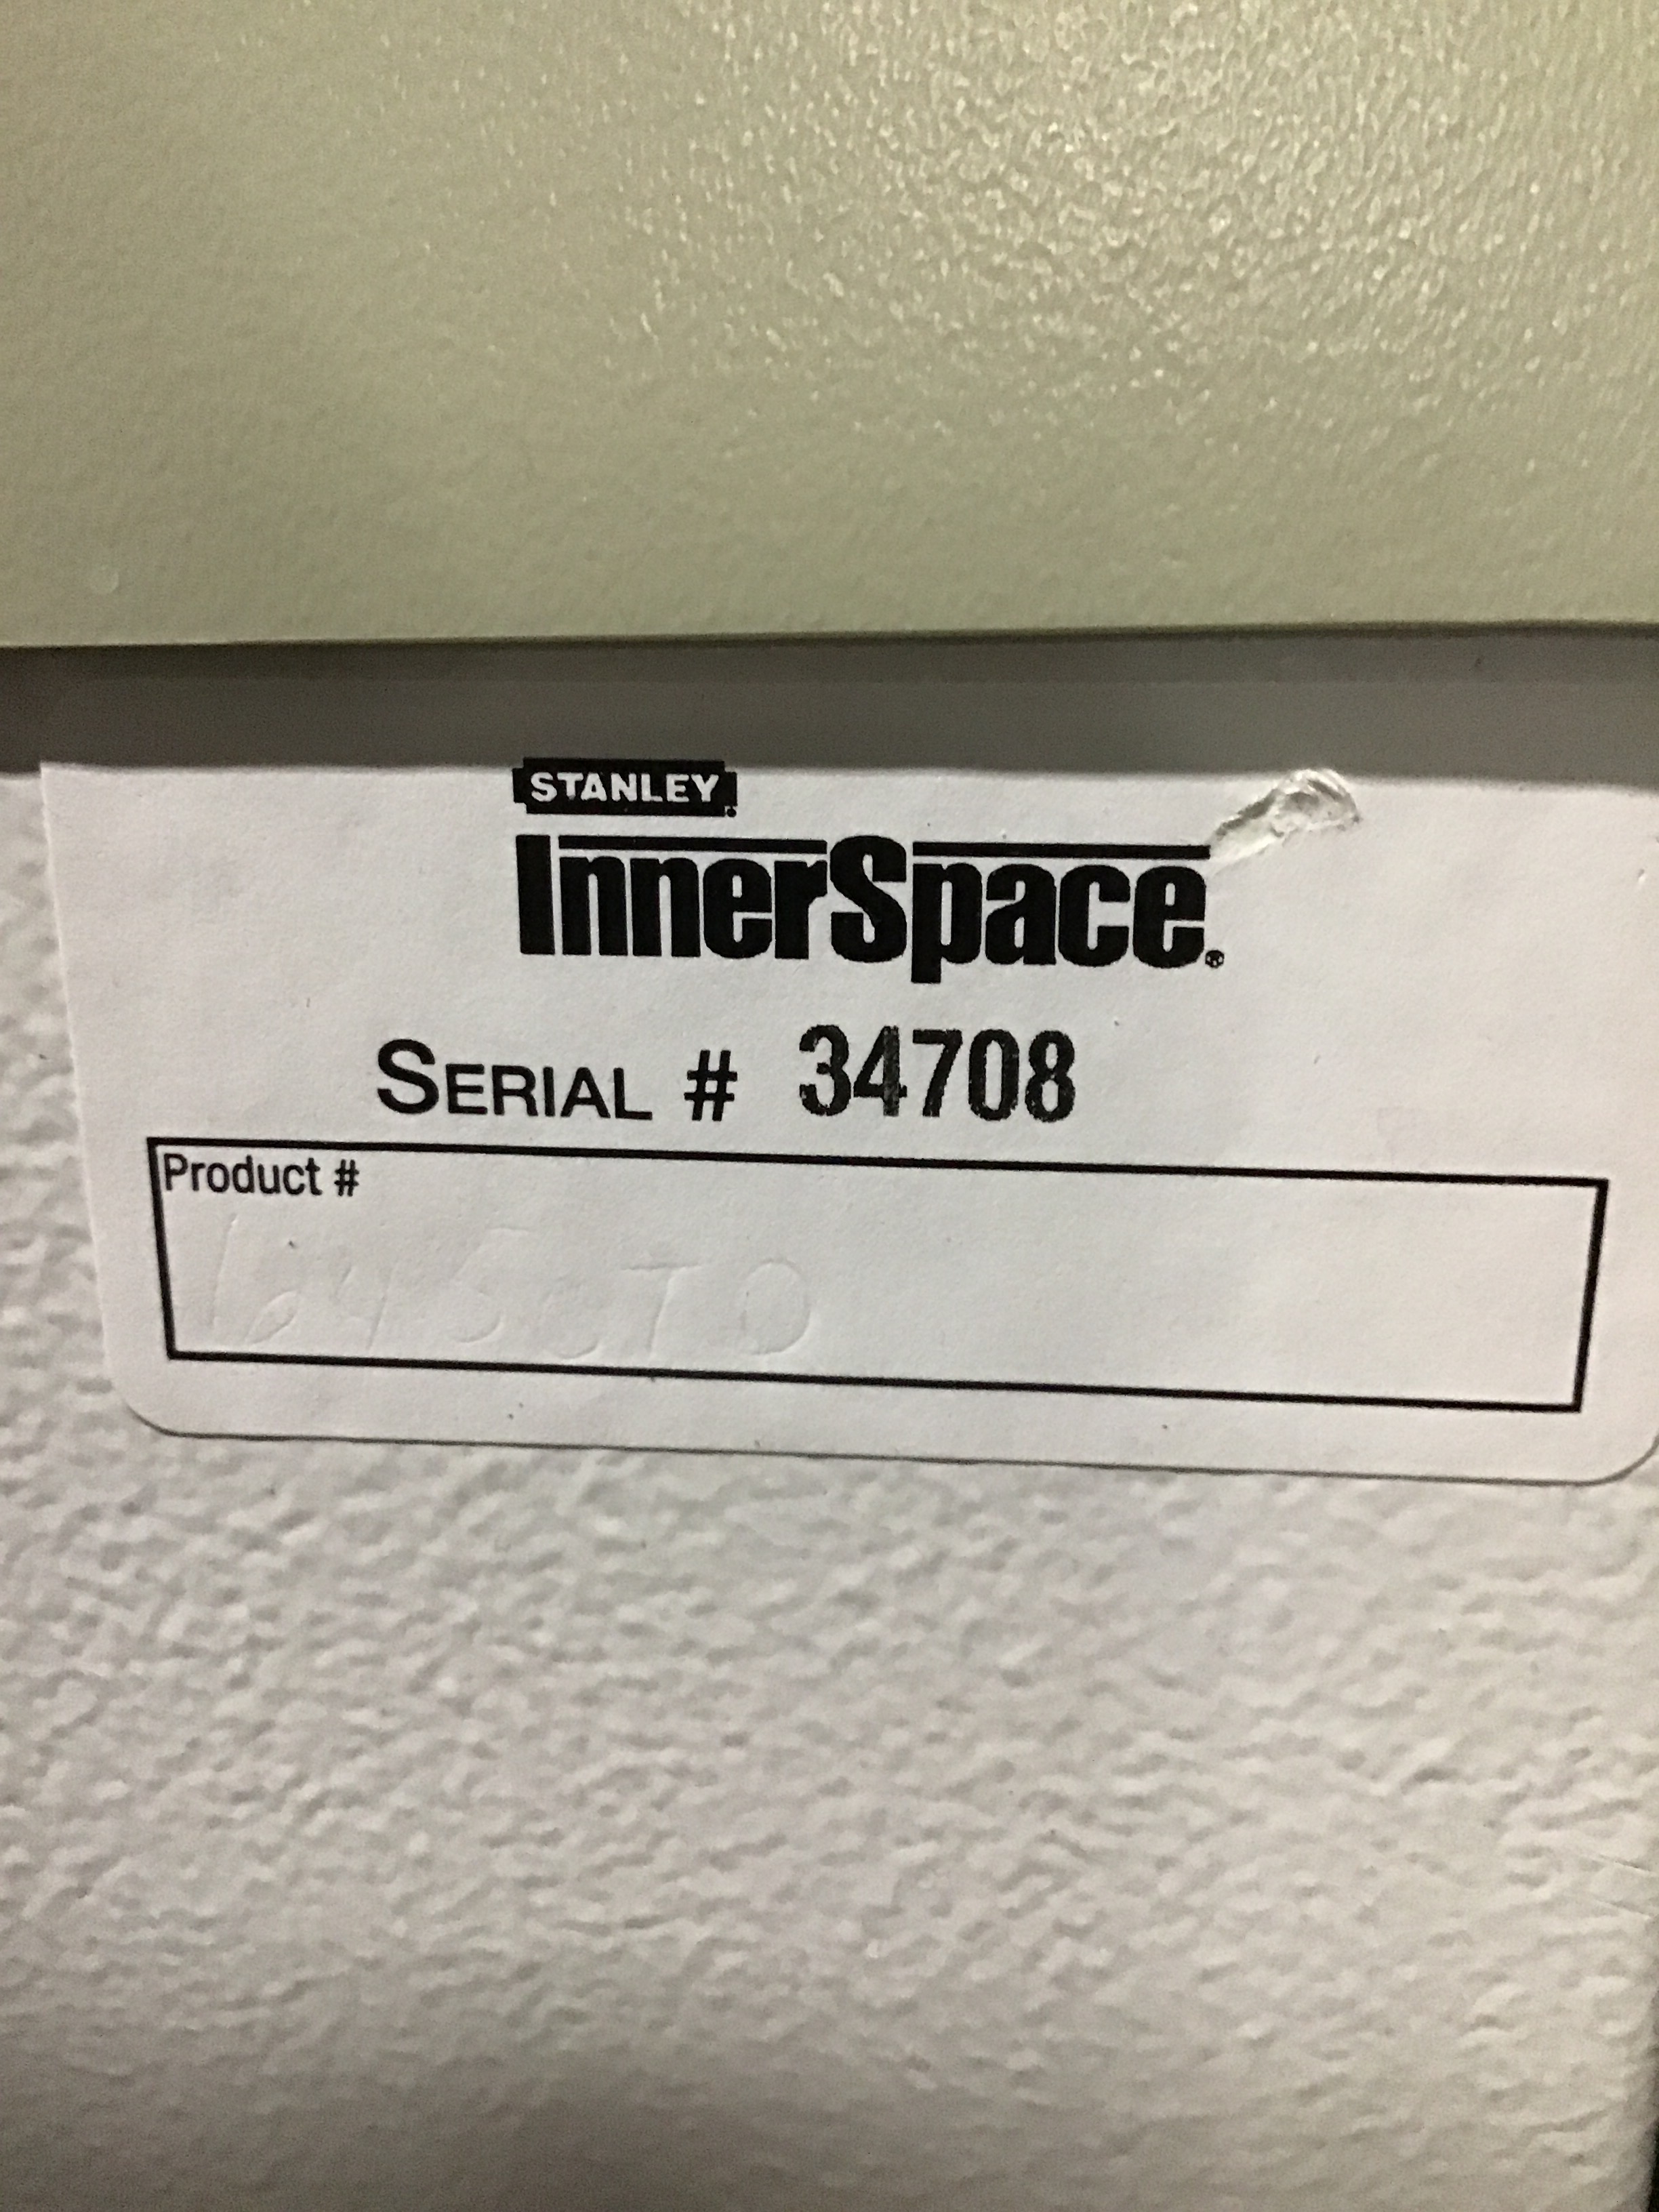 STANLEY
InnerSpace®
SERIAL # 34708
Product #